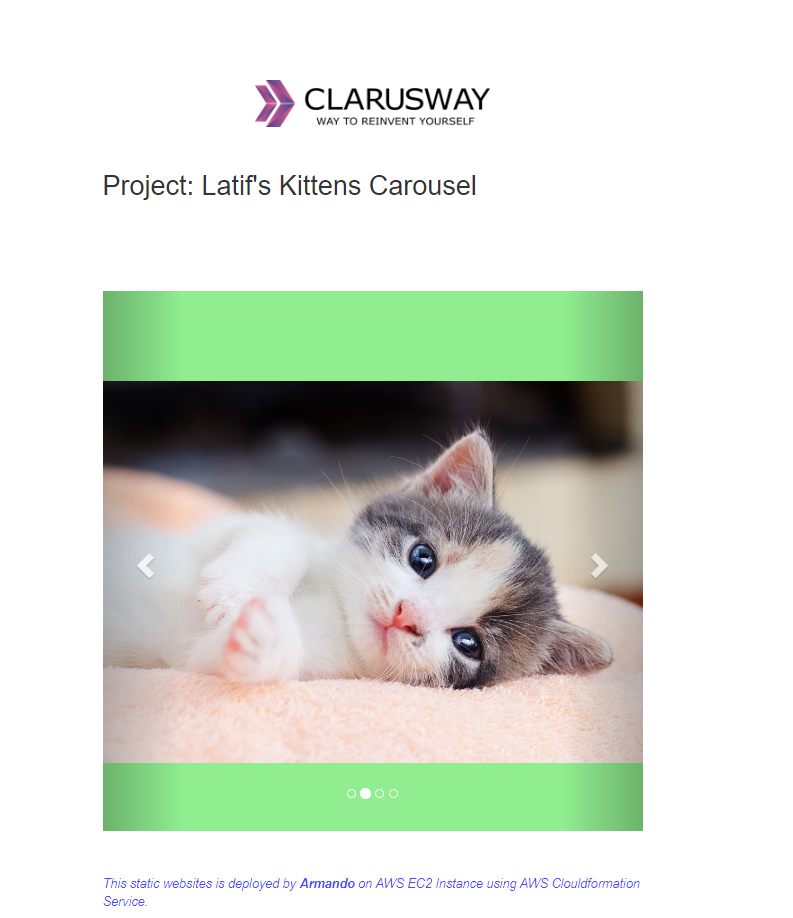 CLARUSWAY
WAY TO REINVENT YOURSELF
Project: Latif's Kittens Carousel
This static websites is deployed by Armando on AWS EC2 Instance using AWS Clouldformation
Service.